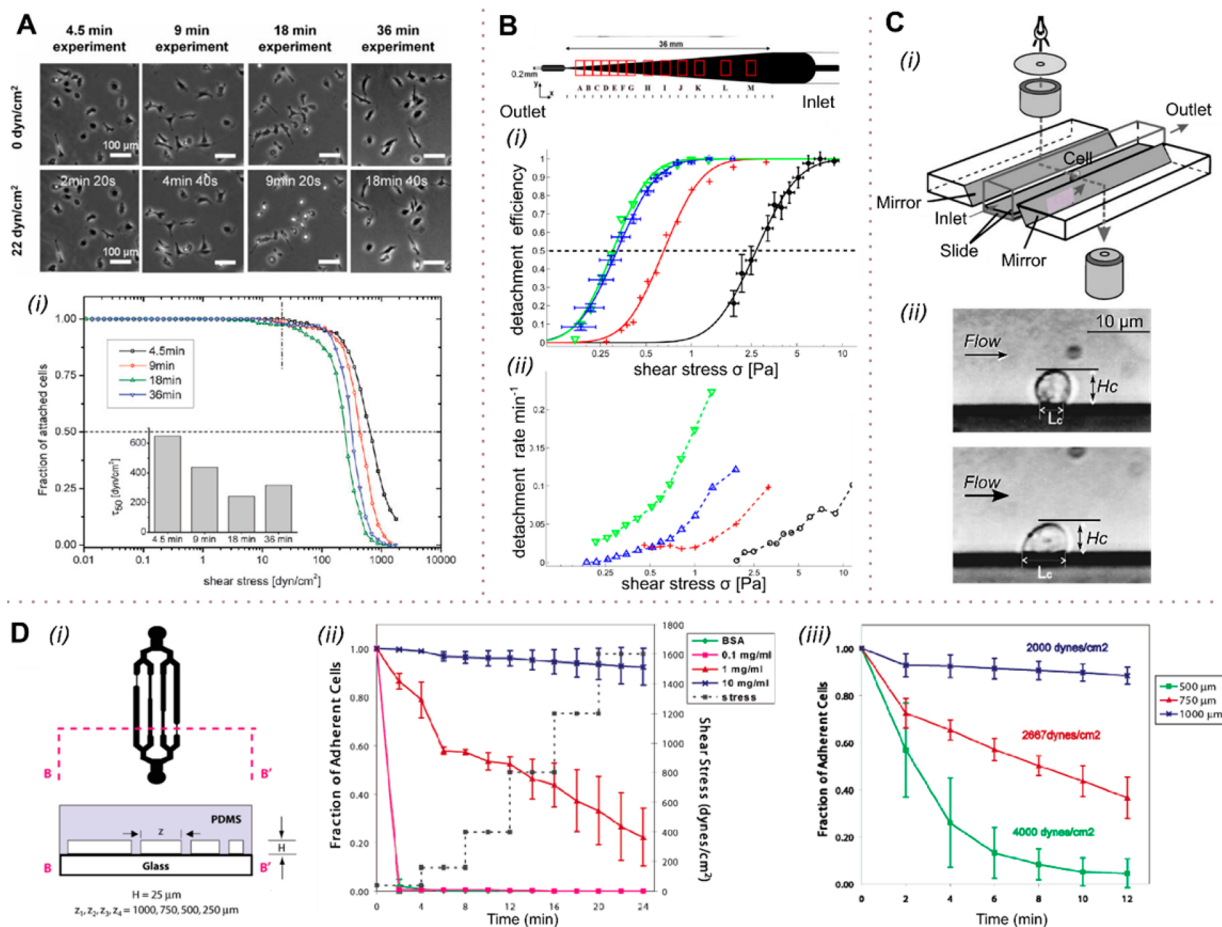 A
4.5 min experiment
9 min experiment
18 min experiment
36 min experiment
0 dyn/cm²
100 µm
100 µm
22 dyn/cm²
2min 20s
4min 40s
9min 20s
18min 40s
100 µm
(i)
Fraction of attached cells
1.00
0.75
0.50
0.25
0.00
4.5min
9min
18min
36min
τ50 [dyn/cm²]
600
400
200
0
4.5 min
9 min
18 min
36 min
0.01
0.1
1
10
100
1000
10000
shear stress [dyn/cm²]
B
36 mm
0.2mm
y
x
A B C D E F G H I J K L M
Outlet
Inlet
(i)
detachment efficiency
1
0.9
0.8
0.7
0.6
0.5
0.4
0.3
0.2
0.1
0
0.25
0.5
1
2.5
5
10
shear stress σ [Pa]
(ii)
detachment rate min⁻¹
0.2
0.15
0.1
0.05
0
0.25
0.5
1
2.5
5
10
shear stress σ [Pa]
C
(i)
Outlet
Cell
Mirror
Inlet
Slide
Mirror
(ii)
10 µm
Flow
Hc
Lc
Flow
Hc
Lc
D
(i)
B
B'
PDMS
z
H
Glass
B
B'
H = 25 µm
z₁, z₂, z₃, z₄ = 1000, 750, 500, 250 µm
(ii)
Fraction of Adherent Cells
1.00
0.80
0.60
0.40
0.20
0.00
0
4
8
12
16
20
24
Time (min)
1800
1600
1400
1200
1000
800
600
400
200
0
Shear Stress (dynes/cm²)
BSA
0.1 mg/ml
1 mg/ml
10 mg/ml
stress
(iii)
Fraction of Adherent Cells
1.00
0.80
0.60
0.40
0.20
0.00
0
2
4
6
8
10
12
Time (min)
2000 dynes/cm2
2667dynes/cm2
4000 dynes/cm2
500 µm
750 µm
1000 µm